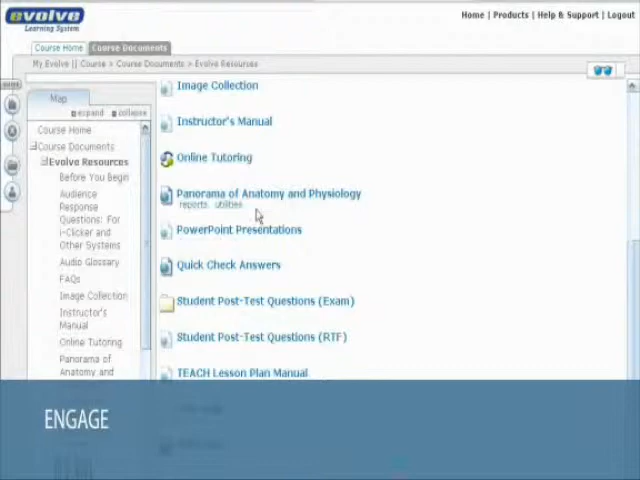 evolve
Learning System
Home | Products | Help & Support | Logout
Course Home
Course Documents
My Evolve || Course > Course Documents > Evolve Resources
Map
expand
collapse
Course Home
Course Documents
Evolve Resources
Before You Begin
Audience
Response
Questions: For
i-Clicker and
Other Systems
Audio Glossary
FAQs
Image Collection
Instructor's
Manual
Online Tutoring
Panorama of
Anatomy and
Image Collection
Instructor's Manual
Online Tutoring
Panorama of Anatomy and Physiology
reports utilities
PowerPoint Presentations
Quick Check Answers
Student Post-Test Questions (Exam)
Student Post-Test Questions (RTF)
TEACH Lesson Plan Manual
ENGAGE